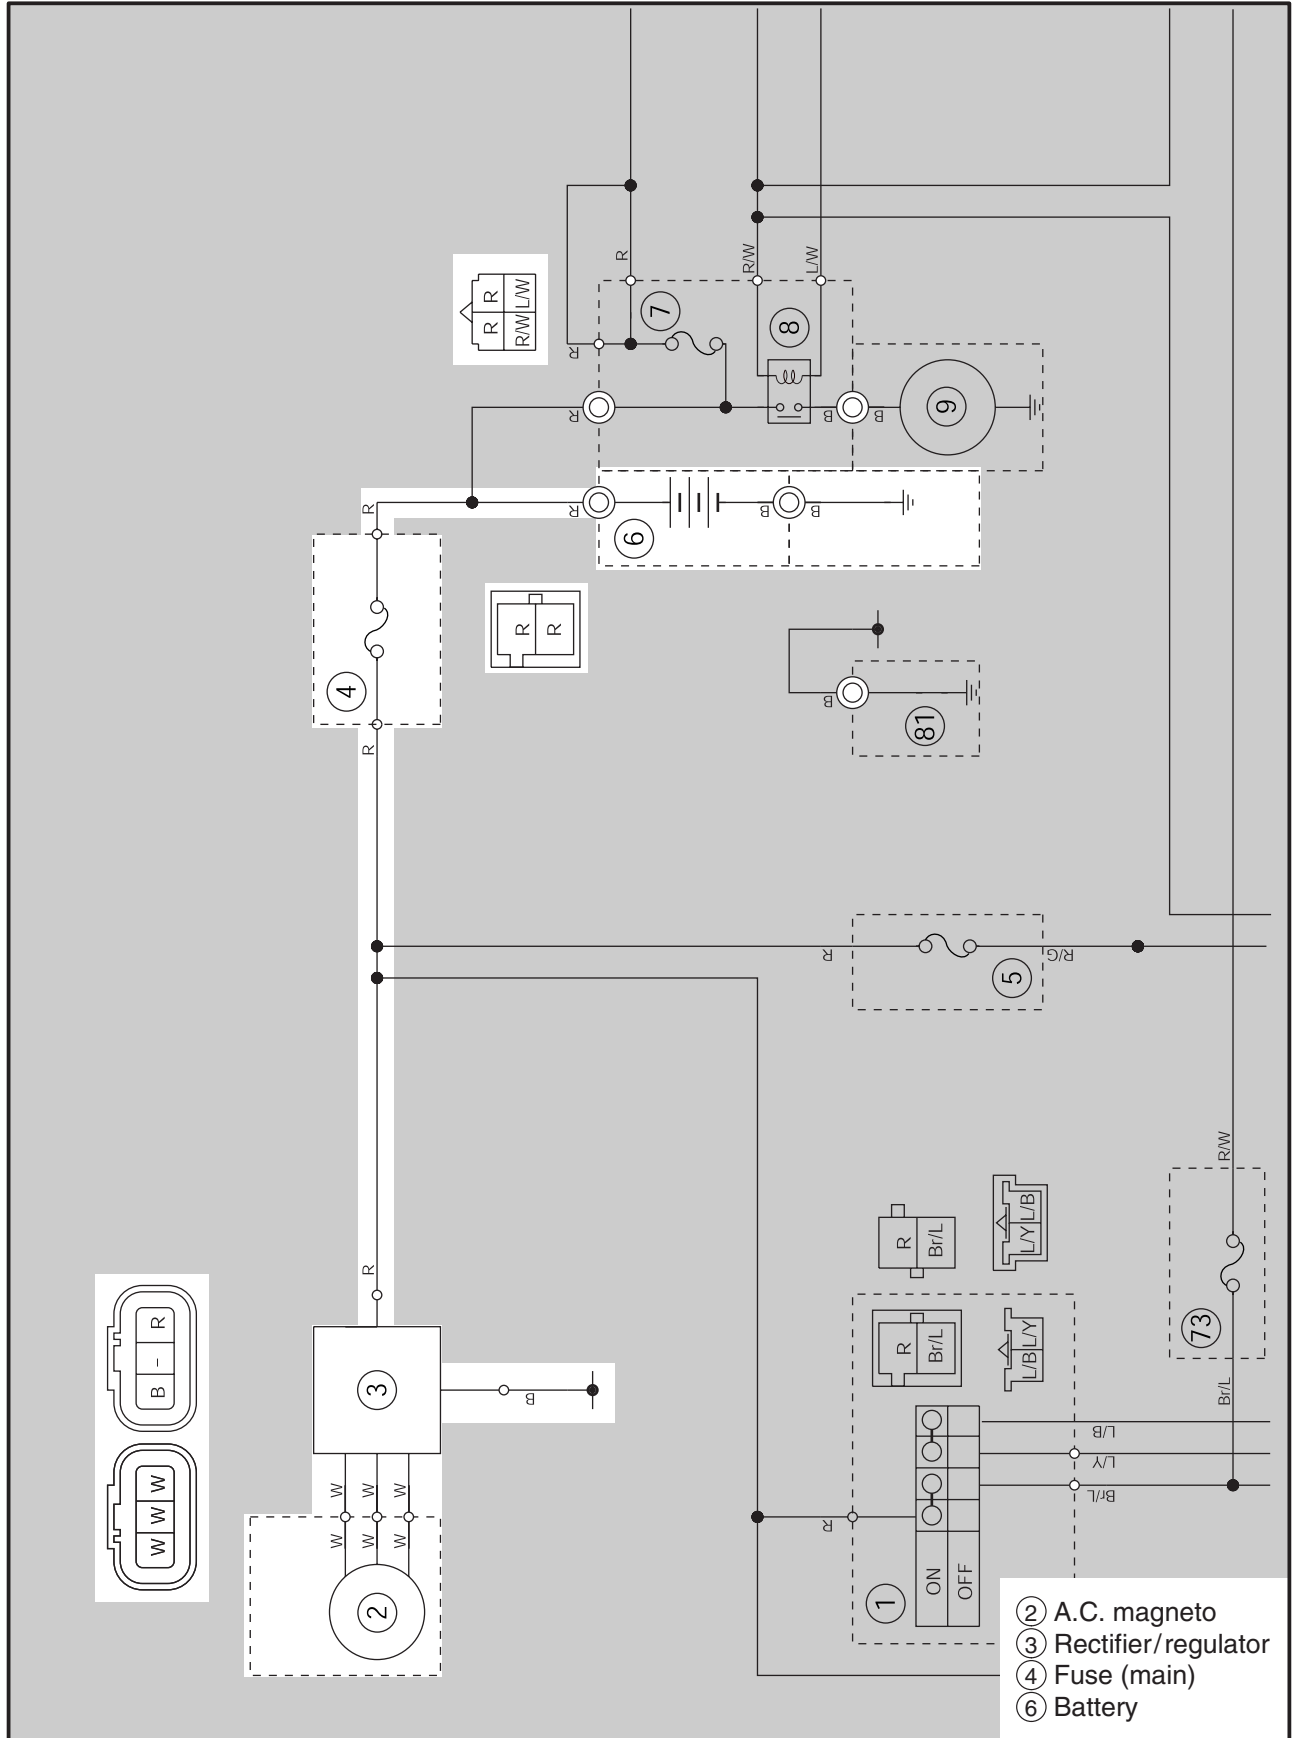 R
R/W
L/W
R
R
R/W
L/W
7
8
R
R
B
B
9
R
R
B
B
6
R
R
4
B
81
R
R
R/G
5
R/W
R
Br/L
L/Y
L/B
R
B
–
R
3
B
R
Br/L
L/B
L/Y
73
Br/L
L/B
L/Y
Br/L
W
W
W
W
W
W
W
W
W
R
2
1
ON
OFF
2 A.C. magneto
3 Rectifier/regulator
4 Fuse (main)
6 Battery